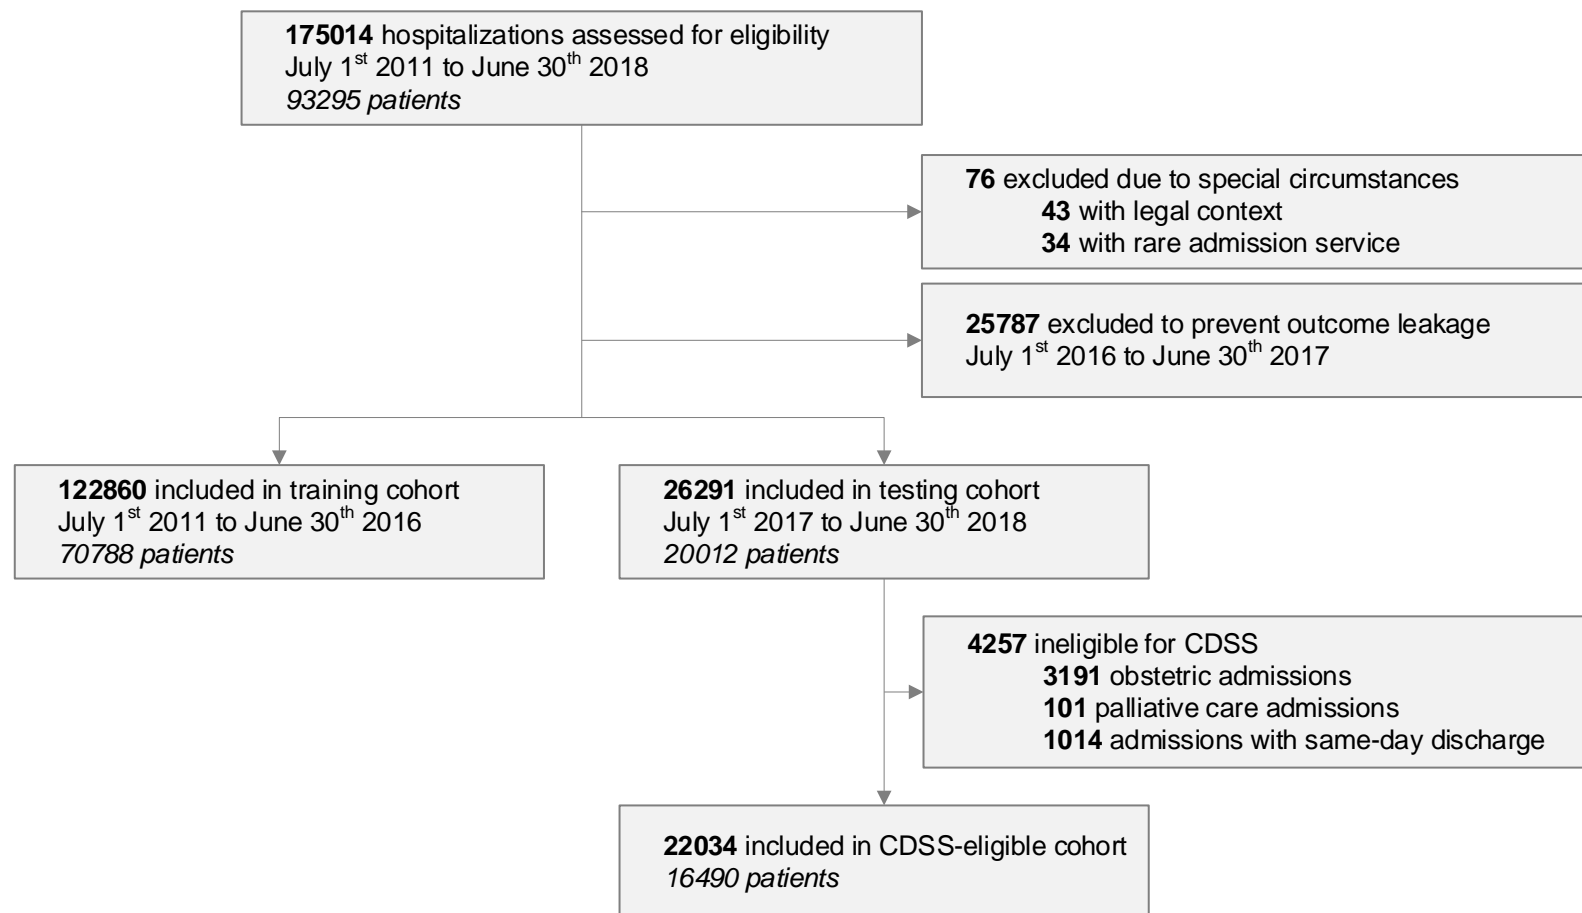 175014 hospitalizations assessed for eligibility
July 1st 2011 to June 30th 2018
93295 patients
76 excluded due to special circumstances
43 with legal context
34 with rare admission service
25787 excluded to prevent outcome leakage
July 1st 2016 to June 30th 2017
122860 included in training cohort
July 1st 2011 to June 30th 2016
70788 patients
26291 included in testing cohort
July 1st 2017 to June 30th 2018
20012 patients
4257 ineligible for CDSS
3191 obstetric admissions
101 palliative care admissions
1014 admissions with same-day discharge
22034 included in CDSS-eligible cohort
16490 patients